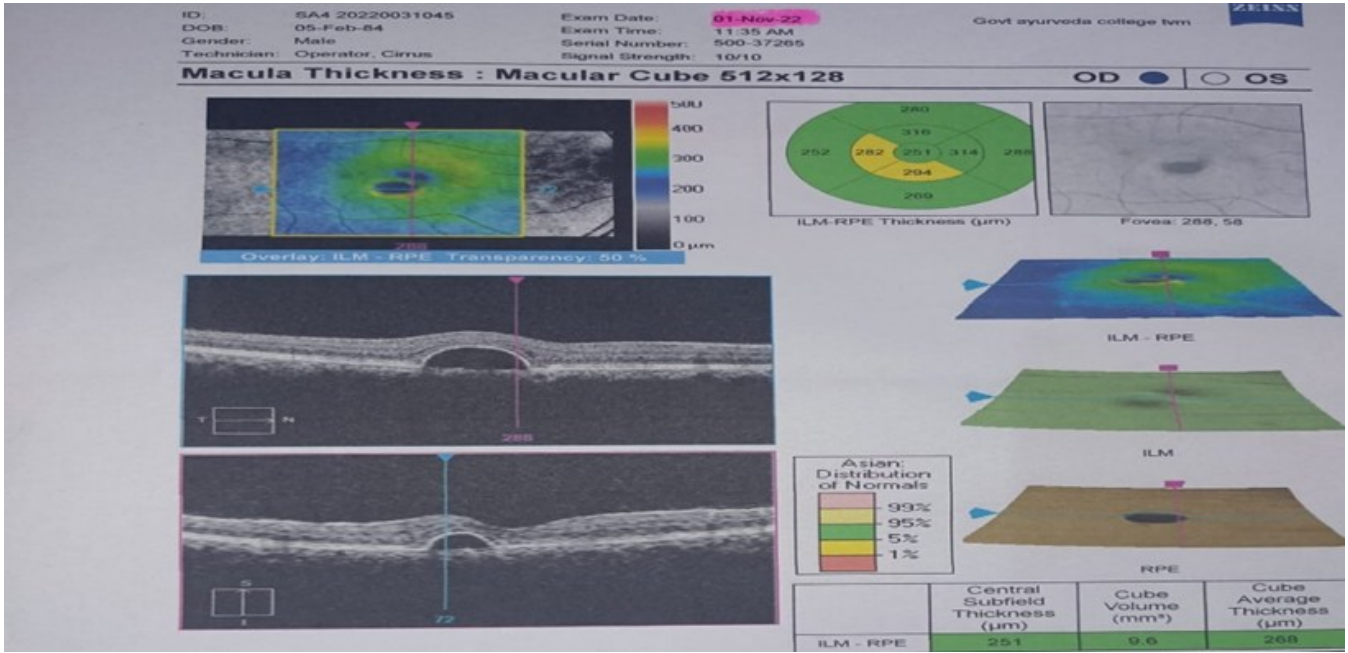 ID: SA4 20220031045 Exam Date: 01-Nov-22 Govt ayurveda college tvm ZEISS
DOB: 05-Feb-84 Exam Time: 11:35 AM
Gender: Male Serial Number: 500-37265
Technician: Operator, Cirrus Signal Strength: 10/10
Macula Thickness : Macular Cube 512x128 OD OS
500
400
300
200
100
0 µm
288
Overlay: ILM - RPE Transparency: 50 %
280
316
252 282 251 314 288
294
269
ILM-RPE Thickness (µm)
Fovea: 288, 58
T N
288
ILM - RPE
S
I
72
ILM
Asian:
Distribution
of Normals
99%
95%
5%
1%
RPE
Central Subfield Thickness (µm) Cube Volume (mm³) Cube Average Thickness (µm)
ILM - RPE 251 9.6 268